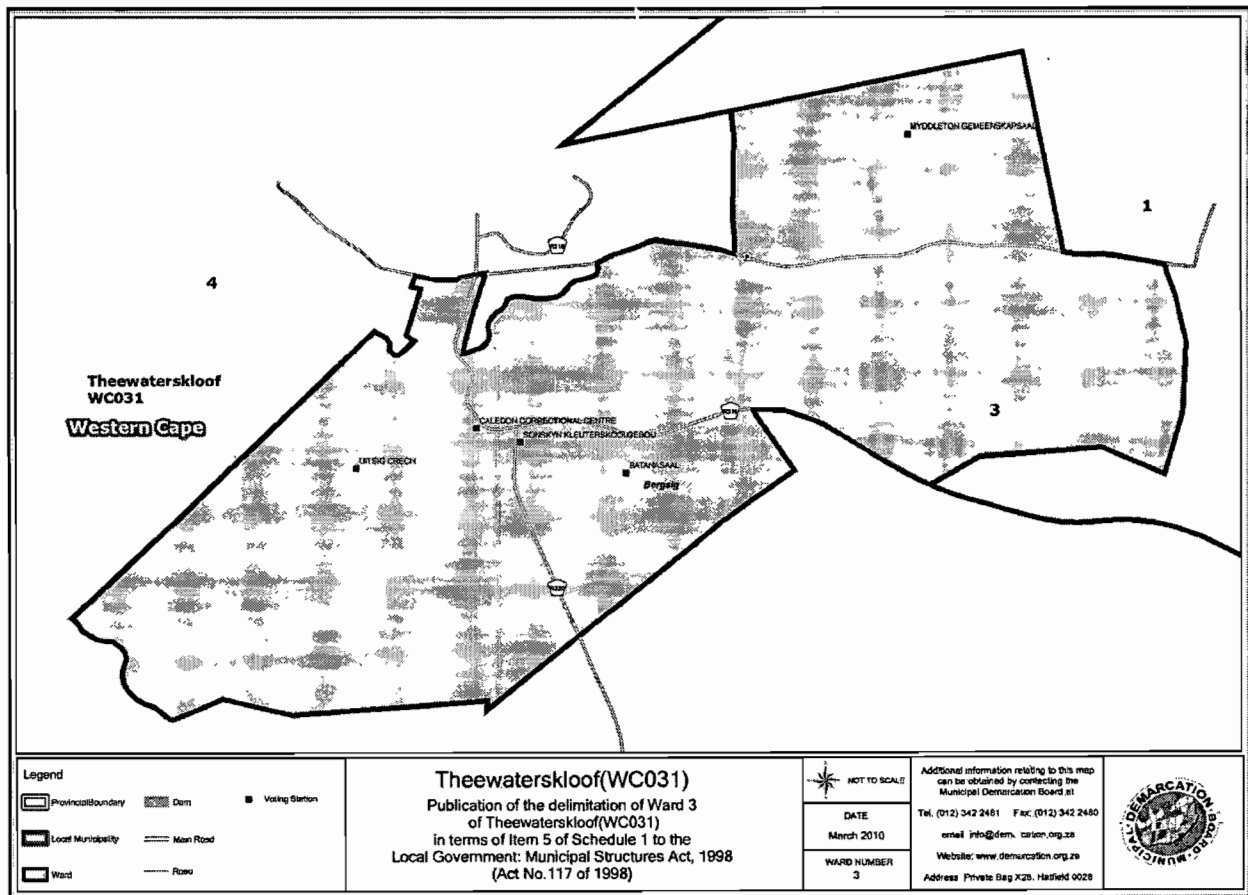 MYDDLETON GEMEENSKAPSAAL
1
4
Theewaterskloof
WC031
Western Cape
3
CALEDON CORRECTIONAL CENTRE
SONSKYN KLEUTERSKOOLGEBOU
UITSIG CRECH
BATANASAAL
Bergsig
Legend
ProvincialBoundary
Dam
Voting Station
Local Municipality
Main Road
Ward
Road
Theewaterskloof(WC031)
Publication of the delimitation of Ward 3
of Theewaterskloof(WC031)
in terms of Item 5 of Schedule 1 to the
Local Government: Municipal Structures Act, 1998
(Act No.117 of 1998)
NOT TO SCALE
DATE
March 2010
WARD NUMBER
3
Additional information relating to this map
can be obtained by contacting the
Municipal Demarcation Board at
Tel. (012) 342 2481 Fax: (012) 342 2480
email
Website: www.demarcation.org.za
Address Private Bag X28, Hatfield 0028
MUNICIPAL DEMARCATION BOARD